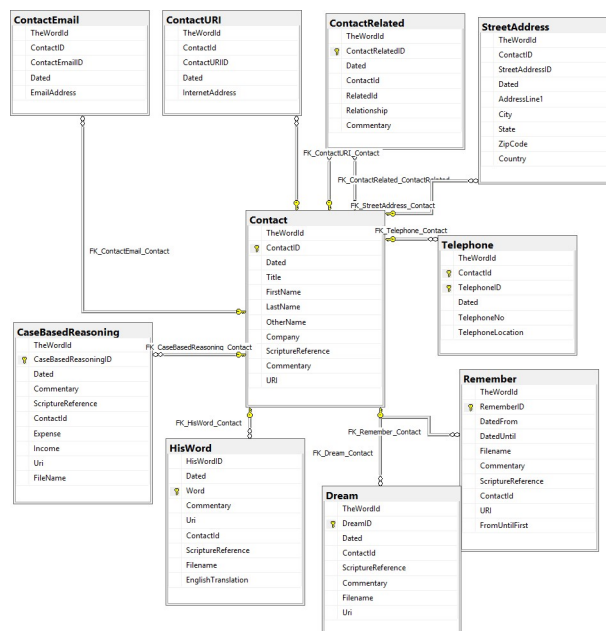 ContactEmail
TheWordId
ContactID
ContactEmailID
Dated
EmailAddress
ContactURI
TheWordId
ContactId
ContactURIID
Dated
InternetAddress
ContactRelated
TheWordId
ContactRelatedID
Dated
ContactId
RelatedId
Relationship
Commentary
StreetAddress
TheWordId
ContactID
StreetAddressID
Dated
AddressLine1
City
State
ZipCode
Country
FK_ContactURI_Contact
FK_ContactRelated_ContactRelated
FK_StreetAddress_Contact
FK_Telephone_Contact
FK_ContactEmail_Contact
Contact
TheWordId
ContactID
Dated
Title
FirstName
LastName
OtherName
Company
ScriptureReference
Commentary
URI
Telephone
TheWordId
ContactId
TelephoneID
Dated
TelephoneNo
TelephoneLocation
CaseBasedReasoning
TheWordId
CaseBasedReasoningID
Dated
Commentary
ScriptureReference
ContactId
Expense
Income
Uri
FileName
FK_CaseBasedReasoning_Contact
FK_HisWord_Contact
FK_Remember_Contact
FK_Dream_Contact
Remember
TheWordId
RememberID
DatedFrom
DatedUntil
Filename
Commentary
ScriptureReference
ContactId
URI
FromUntilFirst
HisWord
HisWordID
Dated
Word
Commentary
Uri
ContactId
ScriptureReference
Filename
EnglishTranslation
Dream
TheWordId
DreamID
Dated
ContactId
ScriptureReference
Commentary
Filename
Uri